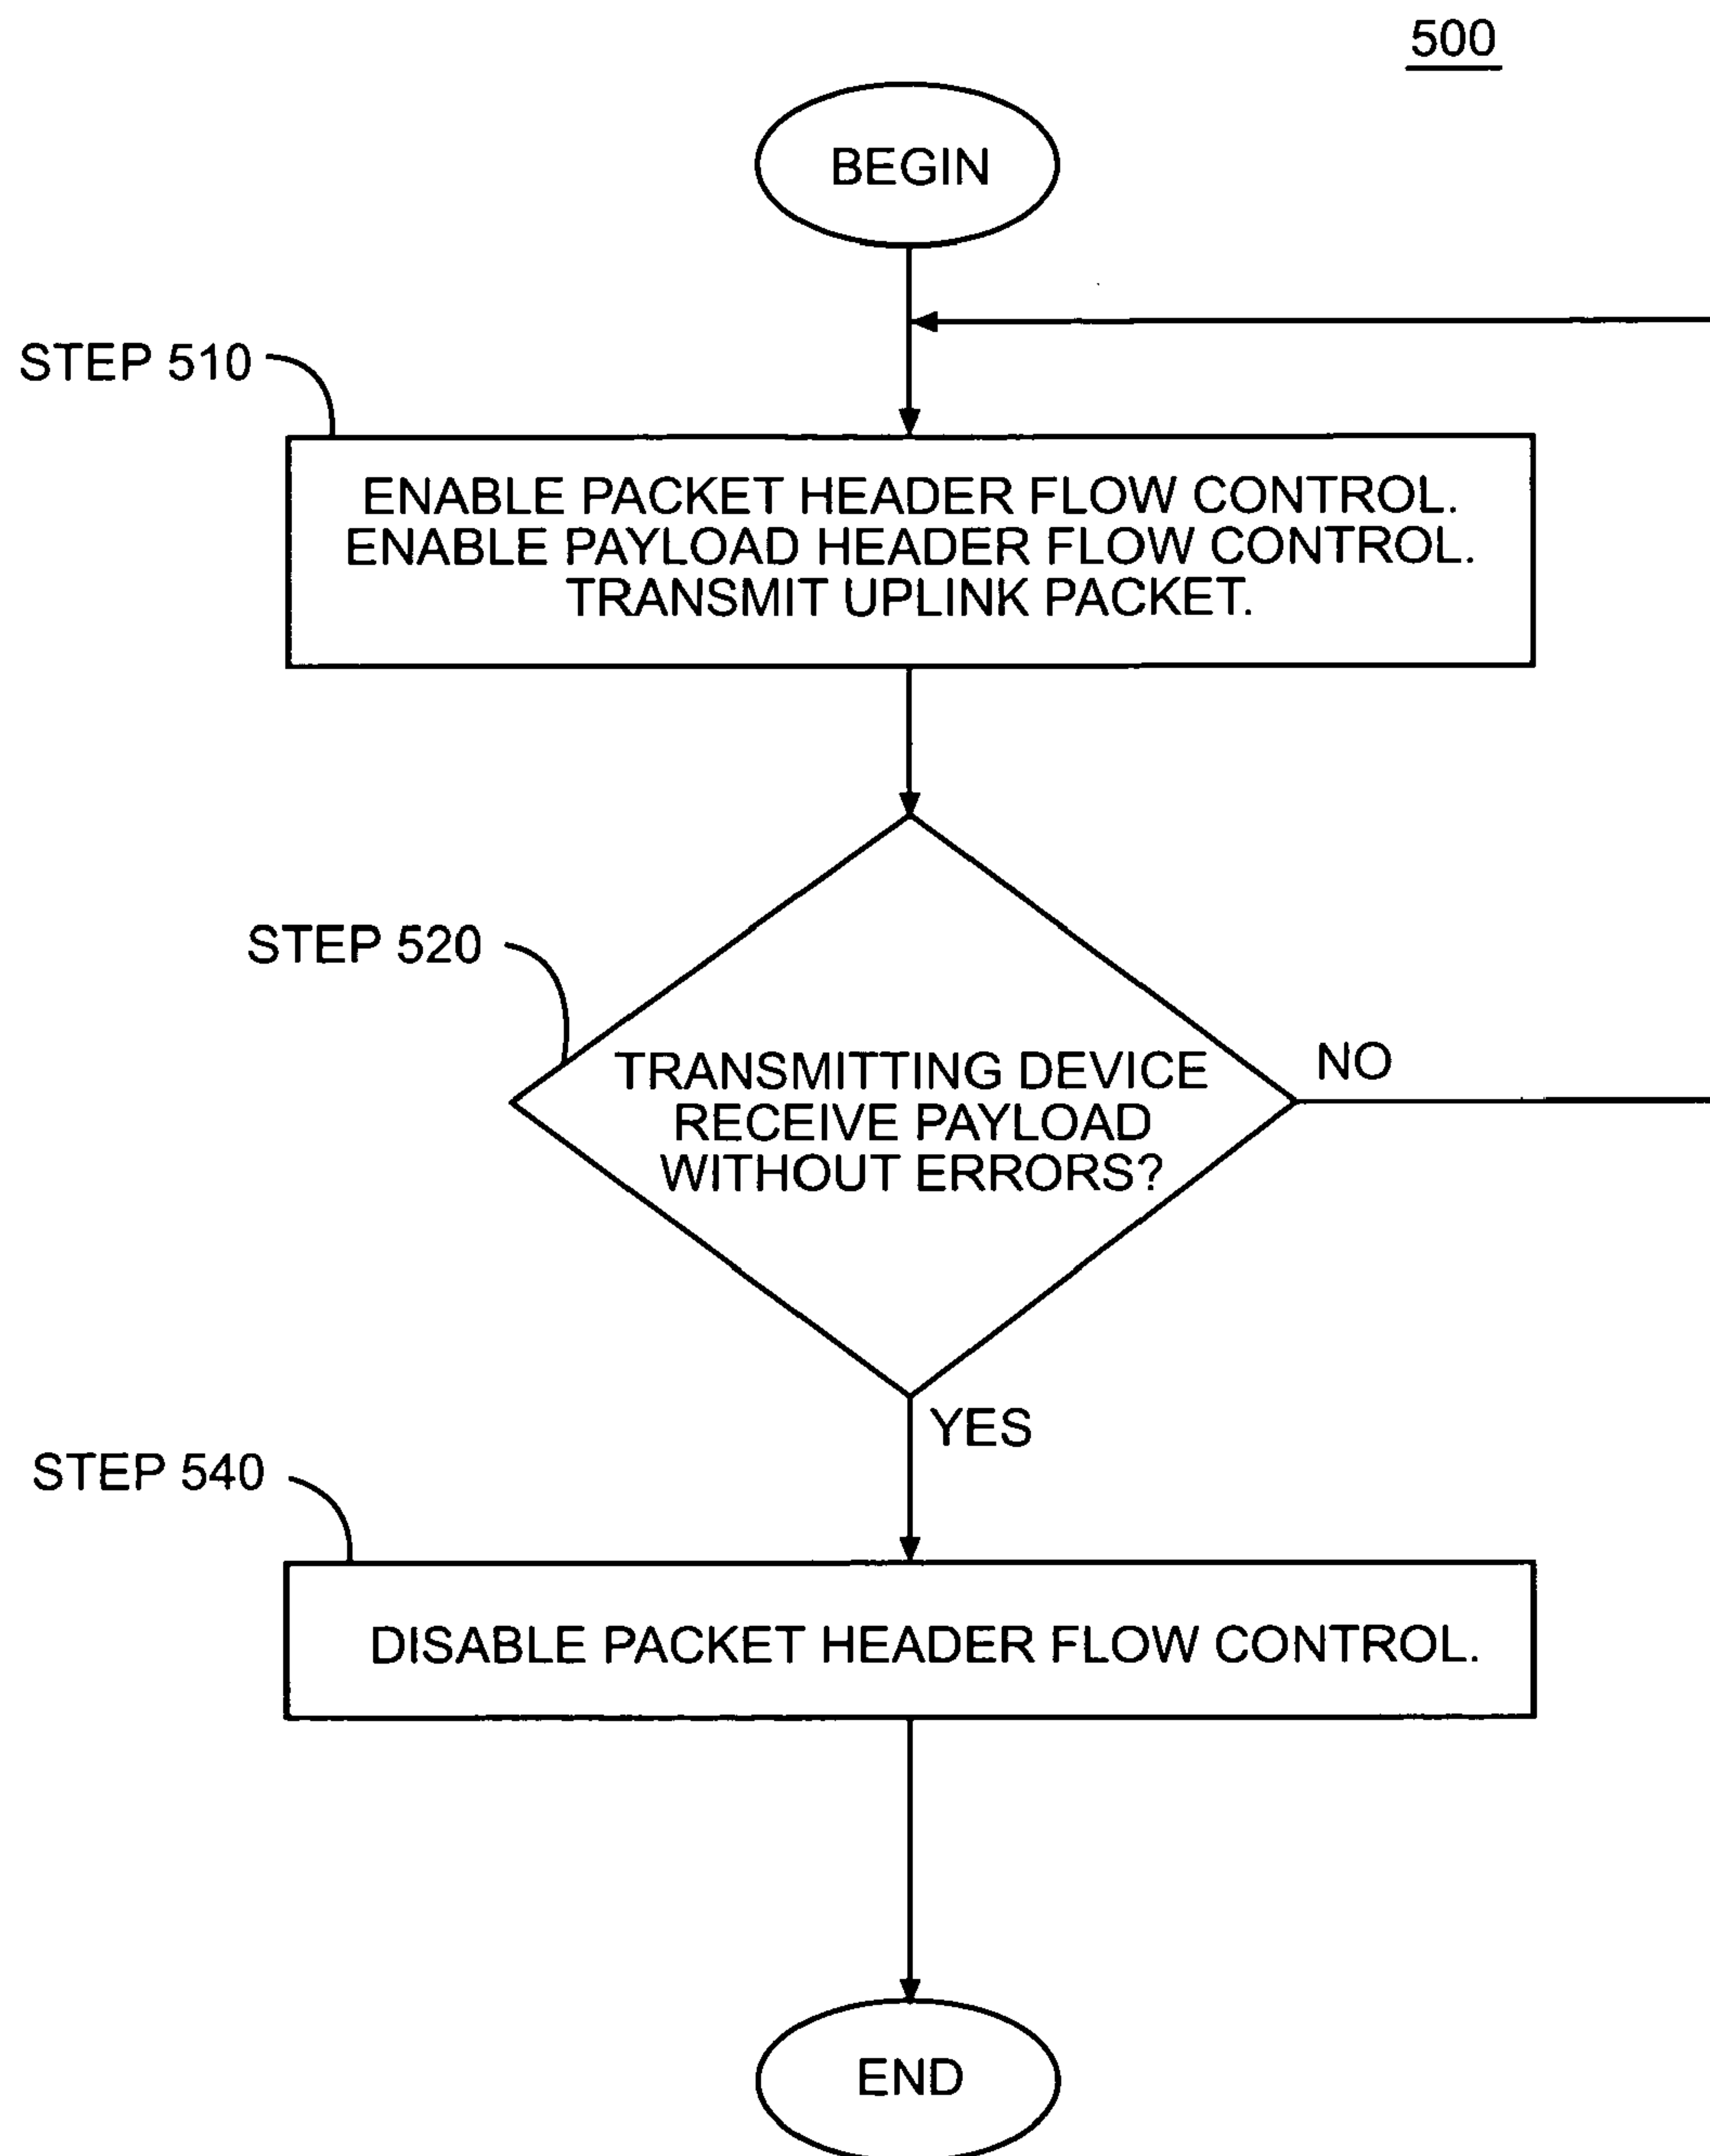 500
BEGIN
STEP 510
ENABLE PACKET HEADER FLOW CONTROL.
ENABLE PAYLOAD HEADER FLOW CONTROL.
TRANSMIT UPLINK PACKET.
STEP 520
TRANSMITTING DEVICE
RECEIVE PAYLOAD
WITHOUT ERRORS?
NO
YES
STEP 540
DISABLE PACKET HEADER FLOW CONTROL.
END